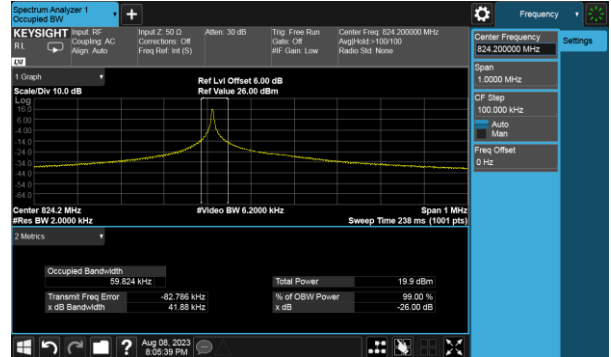 Spectrum Analyzer 1
Occupied BW
+
Frequency
KEYSIGHT
RL
Input: RF
Coupling: AC
Align: Auto
Input Z: 50 Ω
Corrections: Off
Freq Ref: Int (S)
Atten: 30 dB
Trig: Free Run
Gate: Off
#IF Gain: Low
Center Freq: 824.200000 MHz
Avg|Hold:>100/100
Radio Std: None
Center Frequency
824.200000 MHz
Settings
Span
1.0000 MHz
CF Step
100.000 kHz
Auto
Man
Freq Offset
0 Hz
1 Graph
Scale/Div 10.0 dB
Ref Lvl Offset 6.00 dB
Ref Value 26.00 dBm
Log
16.0
6.00
-4.00
-14.0
-24.0
-34.0
-44.0
-54.0
-64.0
Center 824.2 MHz
#Res BW 2.0000 kHz
#Video BW 6.2000 kHz
Span 1 MHz
Sweep Time 238 ms (1001 pts)
2 Metrics
Occupied Bandwidth
59.824 kHz
Total Power 19.9 dBm
Transmit Freq Error -82.786 kHz
% of OBW Power 99.00 %
x dB Bandwidth 41.88 kHz
x dB -26.00 dB
?
Aug 08, 2023
8:05:39 PM